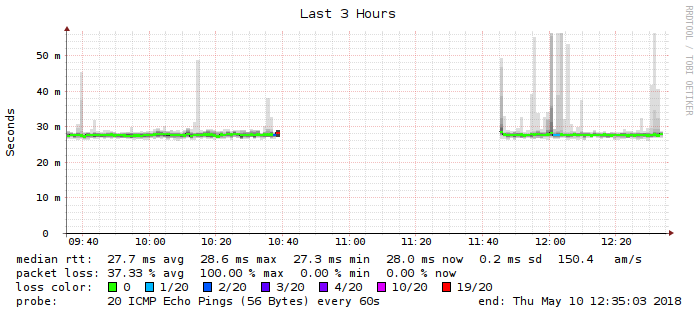 Last 3 Hours
RRDTOOL / TOBI OETIKER
Seconds
50 m
40 m
30 m
20 m
10 m
0
09:40 10:00 10:20 10:40 11:00 11:20 11:40 12:00 12:20
median rtt: 27.7 ms avg 28.6 ms max 27.3 ms min 28.0 ms now 0.2 ms sd 150.4 am/s
packet loss: 37.33 % avg 100.00 % max 0.00 % min 0.00 % now
loss color: 0 1/20 2/20 3/20 4/20 10/20 19/20
probe: 20 ICMP Echo Pings (56 Bytes) every 60s end: Thu May 10 12:35:03 2018